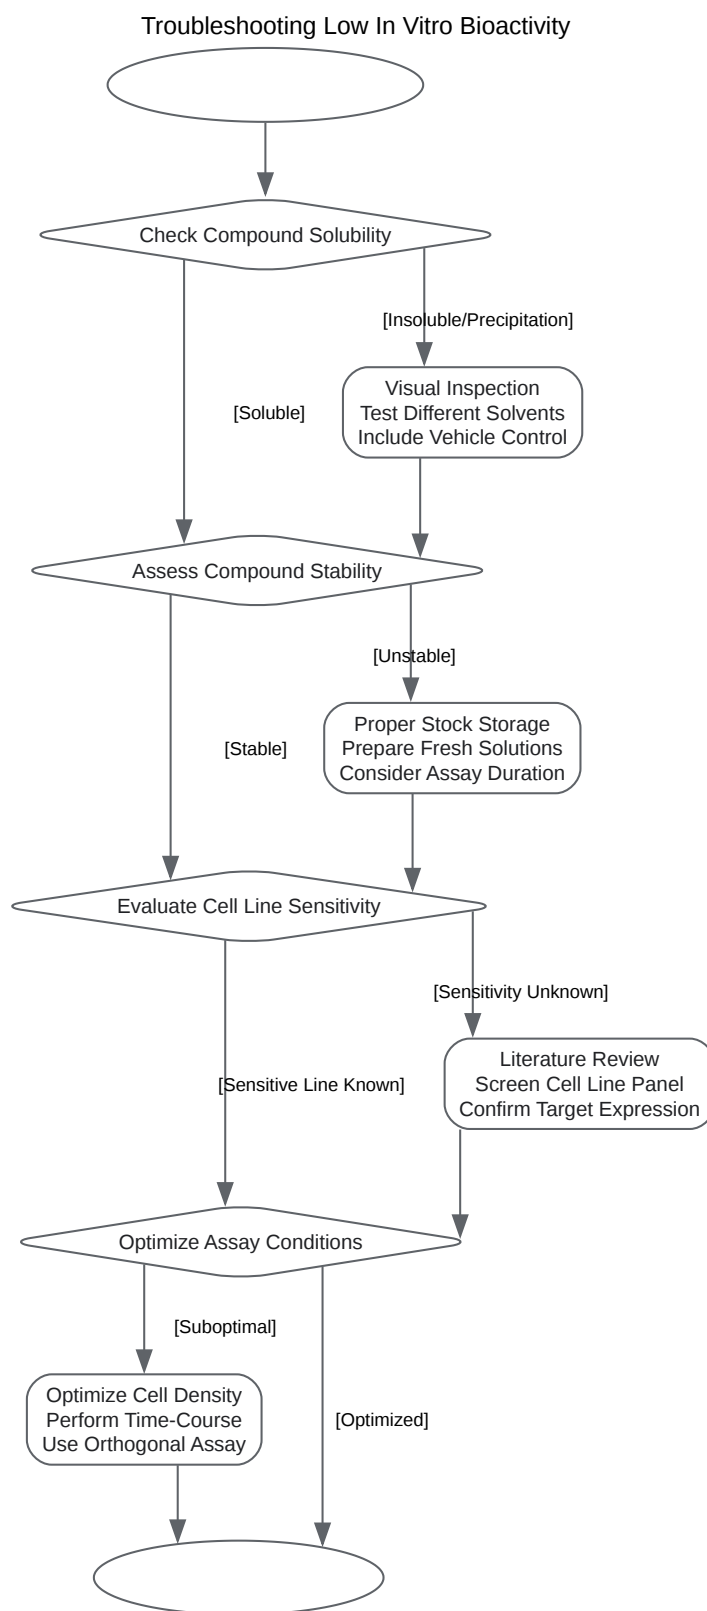 Troubleshooting Low In Vitro Bioactivity
Check Compound Solubility
[Insoluble/Precipitation]
Visual Inspection
Test Different Solvents
Include Vehicle Control
[Soluble]
Assess Compound Stability
[Unstable]
Proper Stock Storage
Prepare Fresh Solutions
Consider Assay Duration
[Stable]
Evaluate Cell Line Sensitivity
[Sensitivity Unknown]
Literature Review
Screen Cell Line Panel
Confirm Target Expression
[Sensitive Line Known]
Optimize Assay Conditions
[Suboptimal]
Optimize Cell Density
Perform Time-Course
Use Orthogonal Assay
[Optimized]